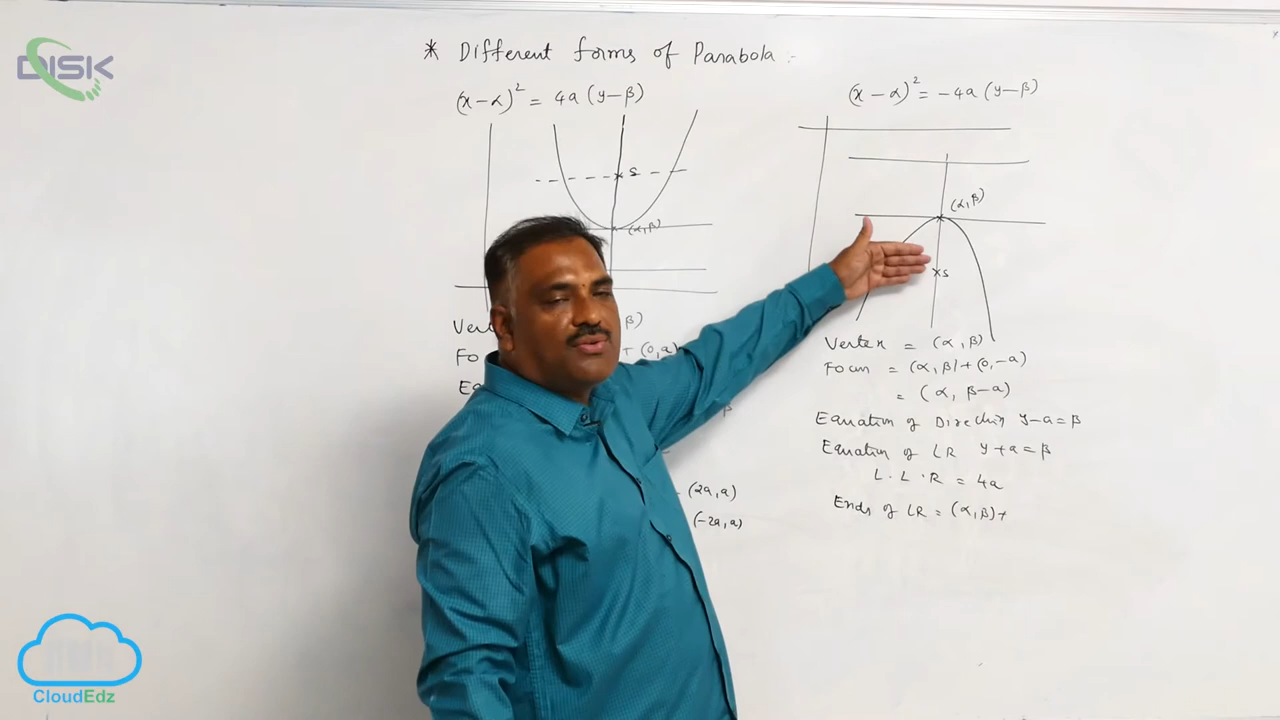 DISK
* Different forms of Parabola :-
(x-α)² = 4a (y-β)
S
(α, β)
Ver
β)
Fo
+ (0, a)
Eq
β
(2a, a)
(-2a, a)
(x-α)² = -4a (y-β)
(α, β)
S
Vertex = (α, β)
Focus = (α, β) + (0, -a)
= (α, β-a)
Equation of Directrix y-a = β
Equation of LR y+a = β
L.L.R = 4a
Ends of LR = (α, β) +
CloudEdz